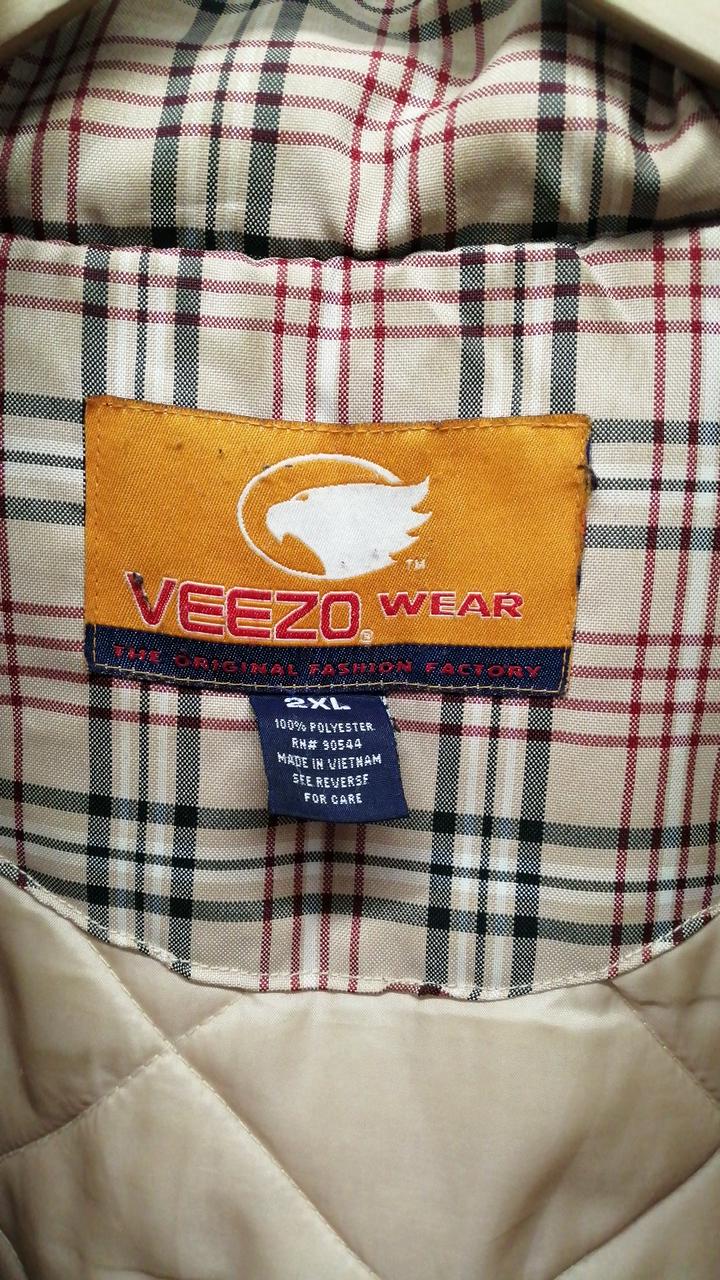 TM
VEEZO® WEAR
THE ORIGINAL FASHION FACTORY
2XL
100% POLYESTER
RN# 90544
MADE IN VIETNAM
SEE REVERSE
FOR CARE